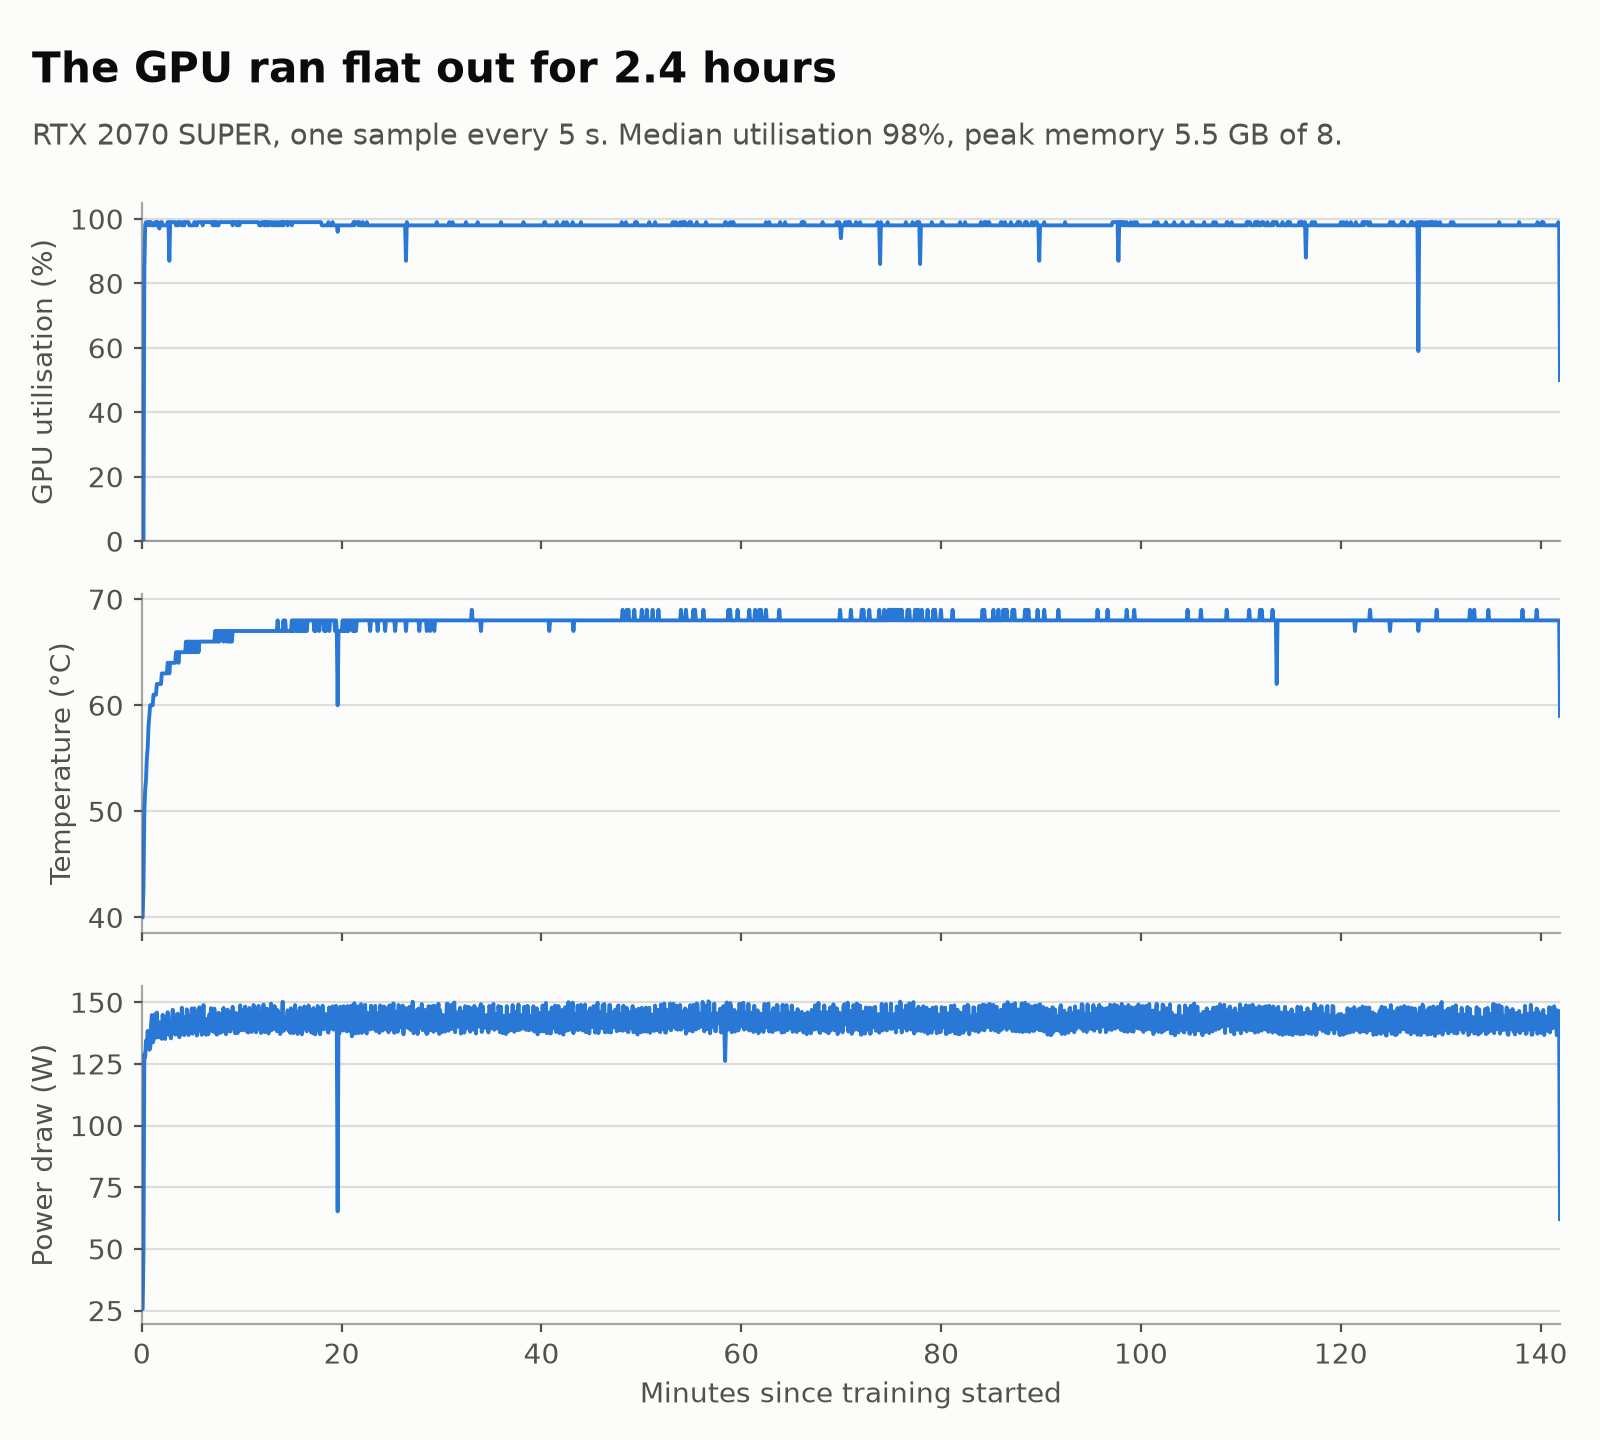 The GPU ran flat out for 2.4 hours
RTX 2070 SUPER, one sample every 5 s. Median utilisation 98%, peak memory 5.5 GB of 8.
GPU utilisation (%)
100
80
60
40
20
0
Temperature (°C)
70
60
50
40
Power draw (W)
150
125
100
75
50
25
0 20 40 60 80 100 120 140
Minutes since training started